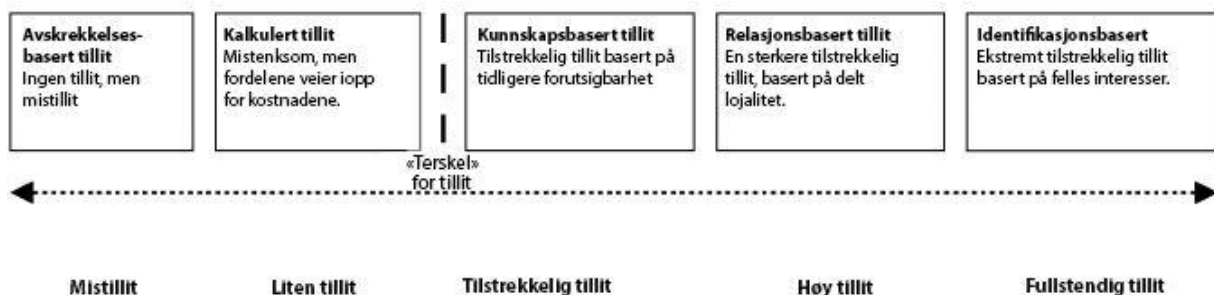 Avskrekkelses-
basert tillit
Ingen tillit, men
mistillit
Kalkulert tillit
Mistenksom, men
fordelene veier iopp
for kostnadene.
Kunnskapsbasert tillit
Tilstrekkelig tillit basert på
tidligere forutsigbarhet
Relasjonsbasert tillit
En sterkere tilstrekkelig
tillit, basert på delt
lojalitet.
Identifikasjonsbasert
Ekstremt tilstrekkelig tillit
basert på felles interesser.
«Terskel»
for tillit
Mistillit
Liten tillit
Tilstrekkelig tillit
Høy tillit
Fullstendig tillit